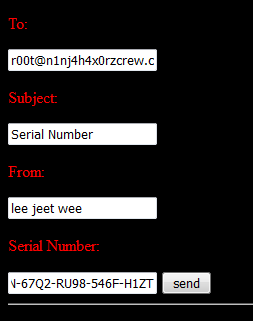 To:
r00t@n1nj4h4x0rzcrew.c
Subject:
Serial Number
From:
lee jeet wee
Serial Number:
N-67Q2-RU98-546F-H1ZT send